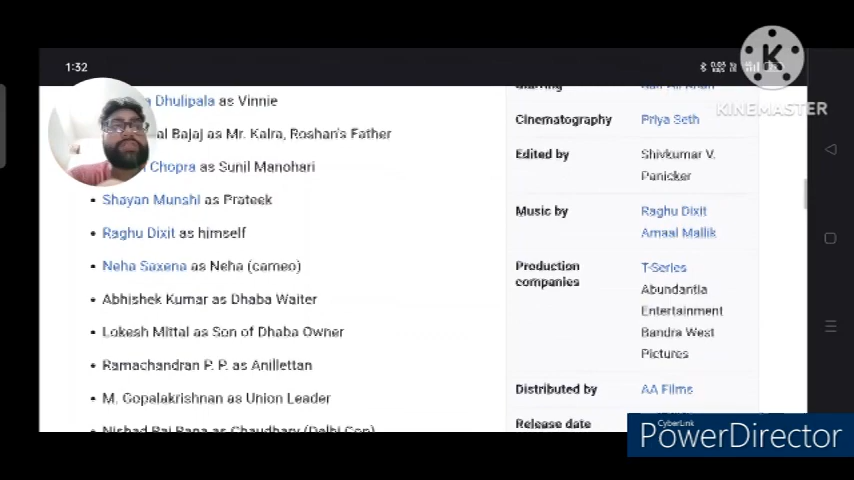 1:32
KINEMASTER
Dhulipala as Vinnie
Bajaj as Mr. Kalra, Roshan's Father
Chopra as Sunil Manohari
• Shayan Munshi as Prateek
• Raghu Dixit as himself
• Neha Saxena as Neha (cameo)
• Abhishek Kumar as Dhaba Waiter
• Lokesh Mittal as Son of Dhaba Owner
• Ramachandran P. P. as Anillettan
• M. Gopalakrishnan as Union Leader
Starring
Cinematography Priya Seth
Edited by Shivkumar V.
Panicker
Music by Raghu Dixit
Amaal Mallik
Production T-Series
companies Abundantia
Entertainment
Bandra West
Pictures
Distributed by AA Films
Release date
CyberLink
PowerDirector